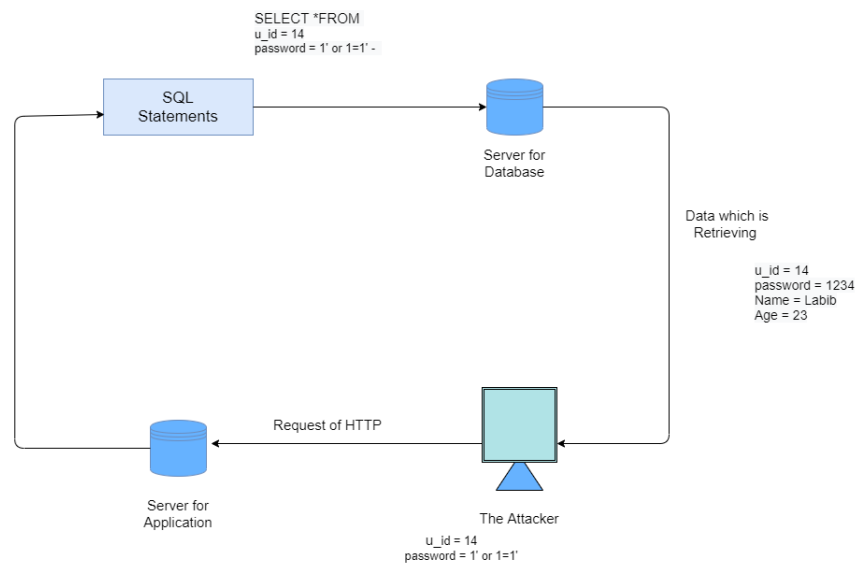 SELECT *FROM
u_id = 14
password = 1' or 1=1' -
SQL
Statements
Server for
Database
Data which is
Retrieving
u_id = 14
password = 1234
Name = Labib
Age = 23
Request of HTTP
Server for
Application
The Attacker
u_id = 14
password = 1' or 1=1'